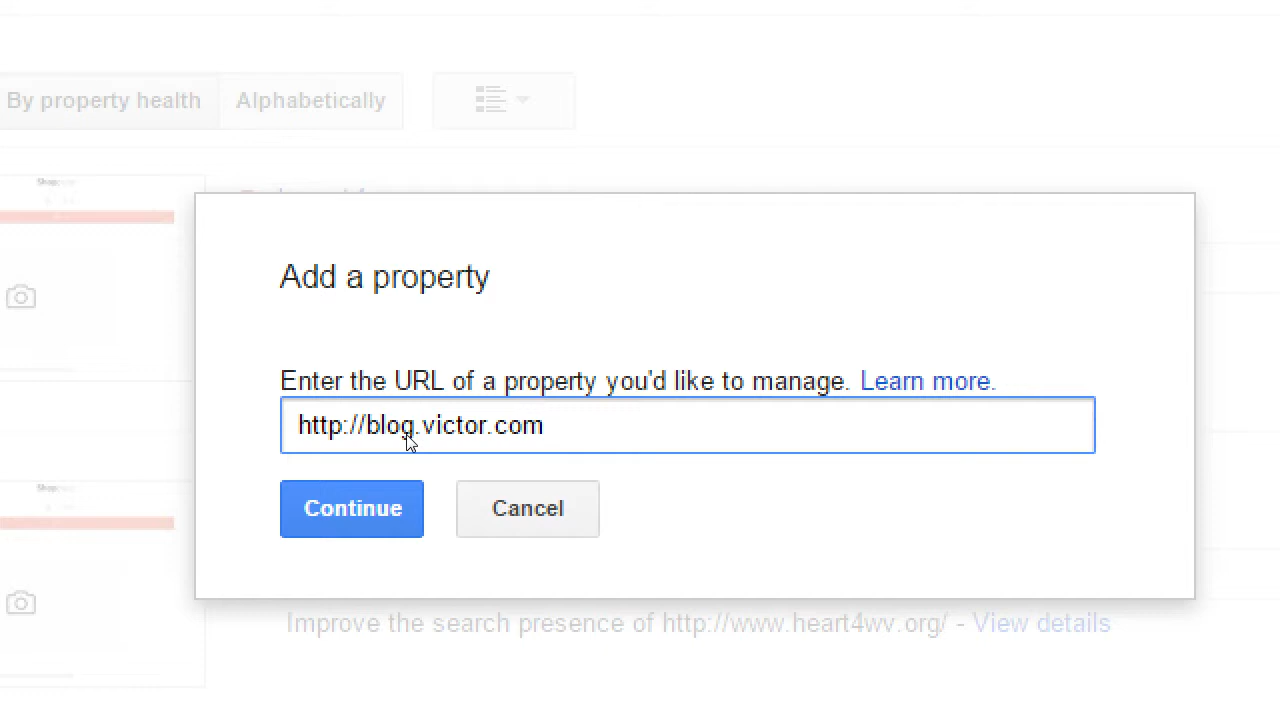 By property health
Alphabetically
Add a property
Enter the URL of a property you'd like to manage. Learn more.
http://blog.victor.com
Continue
Cancel
Improve the search presence of http://www.heart4wv.org/ - View details